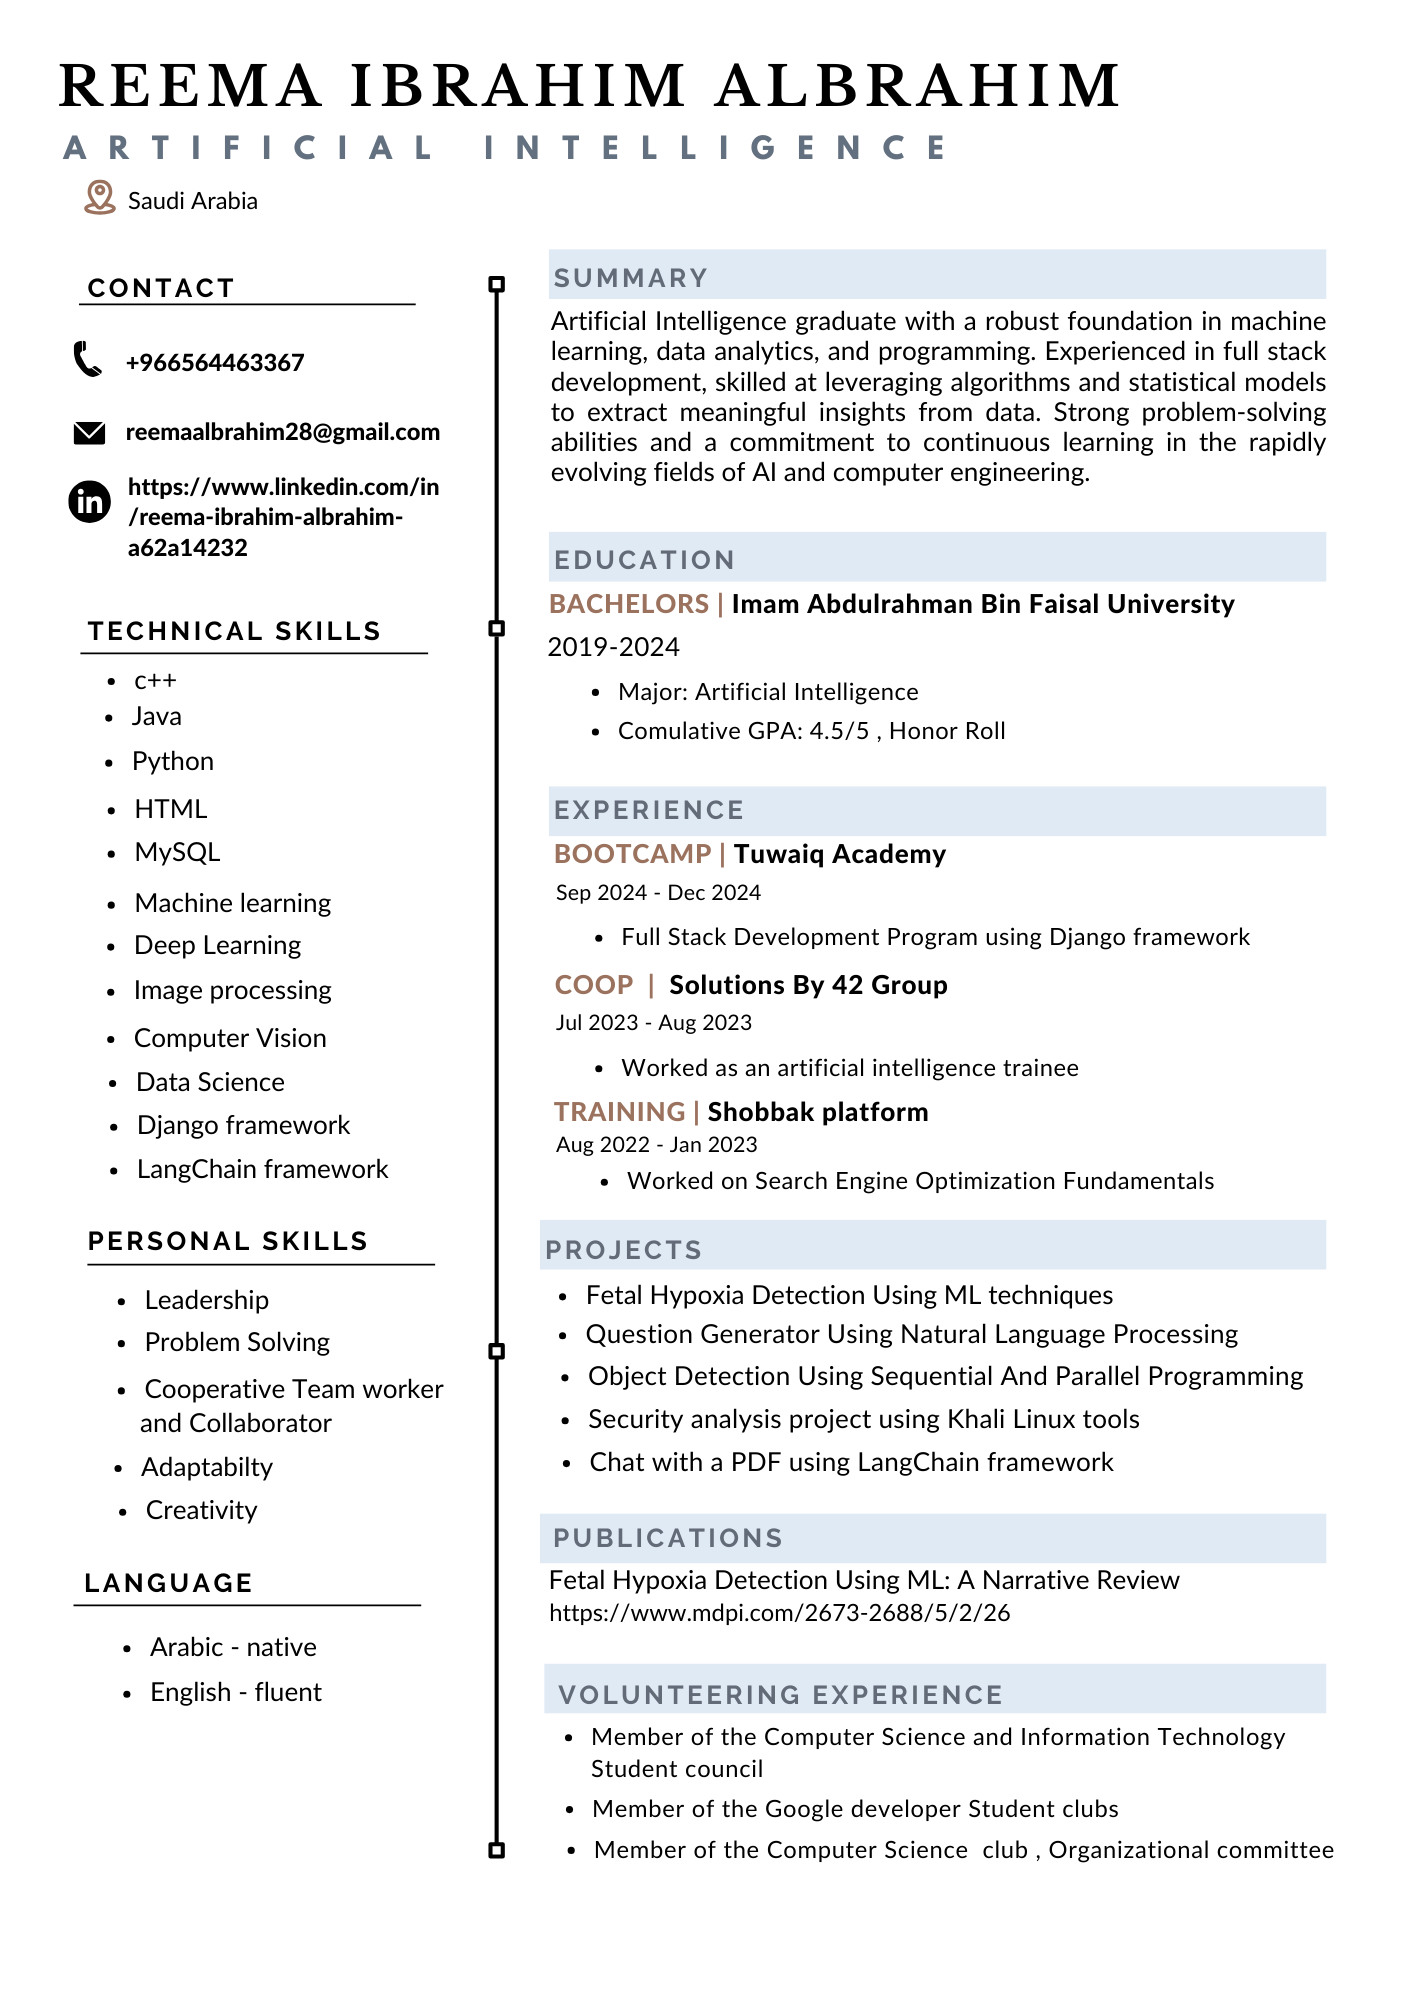 REEMA IBRAHIM ALBRAHIM
ARTIFICIAL INTELLIGENCE
Saudi Arabia
CONTACT
+966564463367
reemaalbrahim28@gmail.com
https://www.linkedin.com/in
/reema-ibrahim-albrahim-
a62a14232
TECHNICAL SKILLS
• c++
• Java
• Python
• HTML
• MySQL
• Machine learning
• Deep Learning
• Image processing
• Computer Vision
• Data Science
• Django framework
• LangChain framework
PERSONAL SKILLS
• Leadership
• Problem Solving
• Cooperative Team worker
and Collaborator
• Adaptabilty
• Creativity
LANGUAGE
• Arabic - native
• English - fluent
SUMMARY
Artificial Intelligence graduate with a robust foundation in machine
learning, data analytics, and programming. Experienced in full stack
development, skilled at leveraging algorithms and statistical models
to extract meaningful insights from data. Strong problem-solving
abilities and a commitment to continuous learning in the rapidly
evolving fields of AI and computer engineering.
EDUCATION
BACHELORS | Imam Abdulrahman Bin Faisal University
2019-2024
• Major: Artificial Intelligence
• Comulative GPA: 4.5/5 , Honor Roll
EXPERIENCE
BOOTCAMP | Tuwaiq Academy
Sep 2024 - Dec 2024
• Full Stack Development Program using Django framework
COOP | Solutions By 42 Group
Jul 2023 - Aug 2023
• Worked as an artificial intelligence trainee
TRAINING | Shobbak platform
Aug 2022 - Jan 2023
• Worked on Search Engine Optimization Fundamentals
PROJECTS
• Fetal Hypoxia Detection Using ML techniques
• Question Generator Using Natural Language Processing
• Object Detection Using Sequential And Parallel Programming
• Security analysis project using Khali Linux tools
• Chat with a PDF using LangChain framework
PUBLICATIONS
Fetal Hypoxia Detection Using ML: A Narrative Review
https://www.mdpi.com/2673-2688/5/2/26
VOLUNTEERING EXPERIENCE
• Member of the Computer Science and Information Technology
Student council
• Member of the Google developer Student clubs
• Member of the Computer Science club , Organizational committee